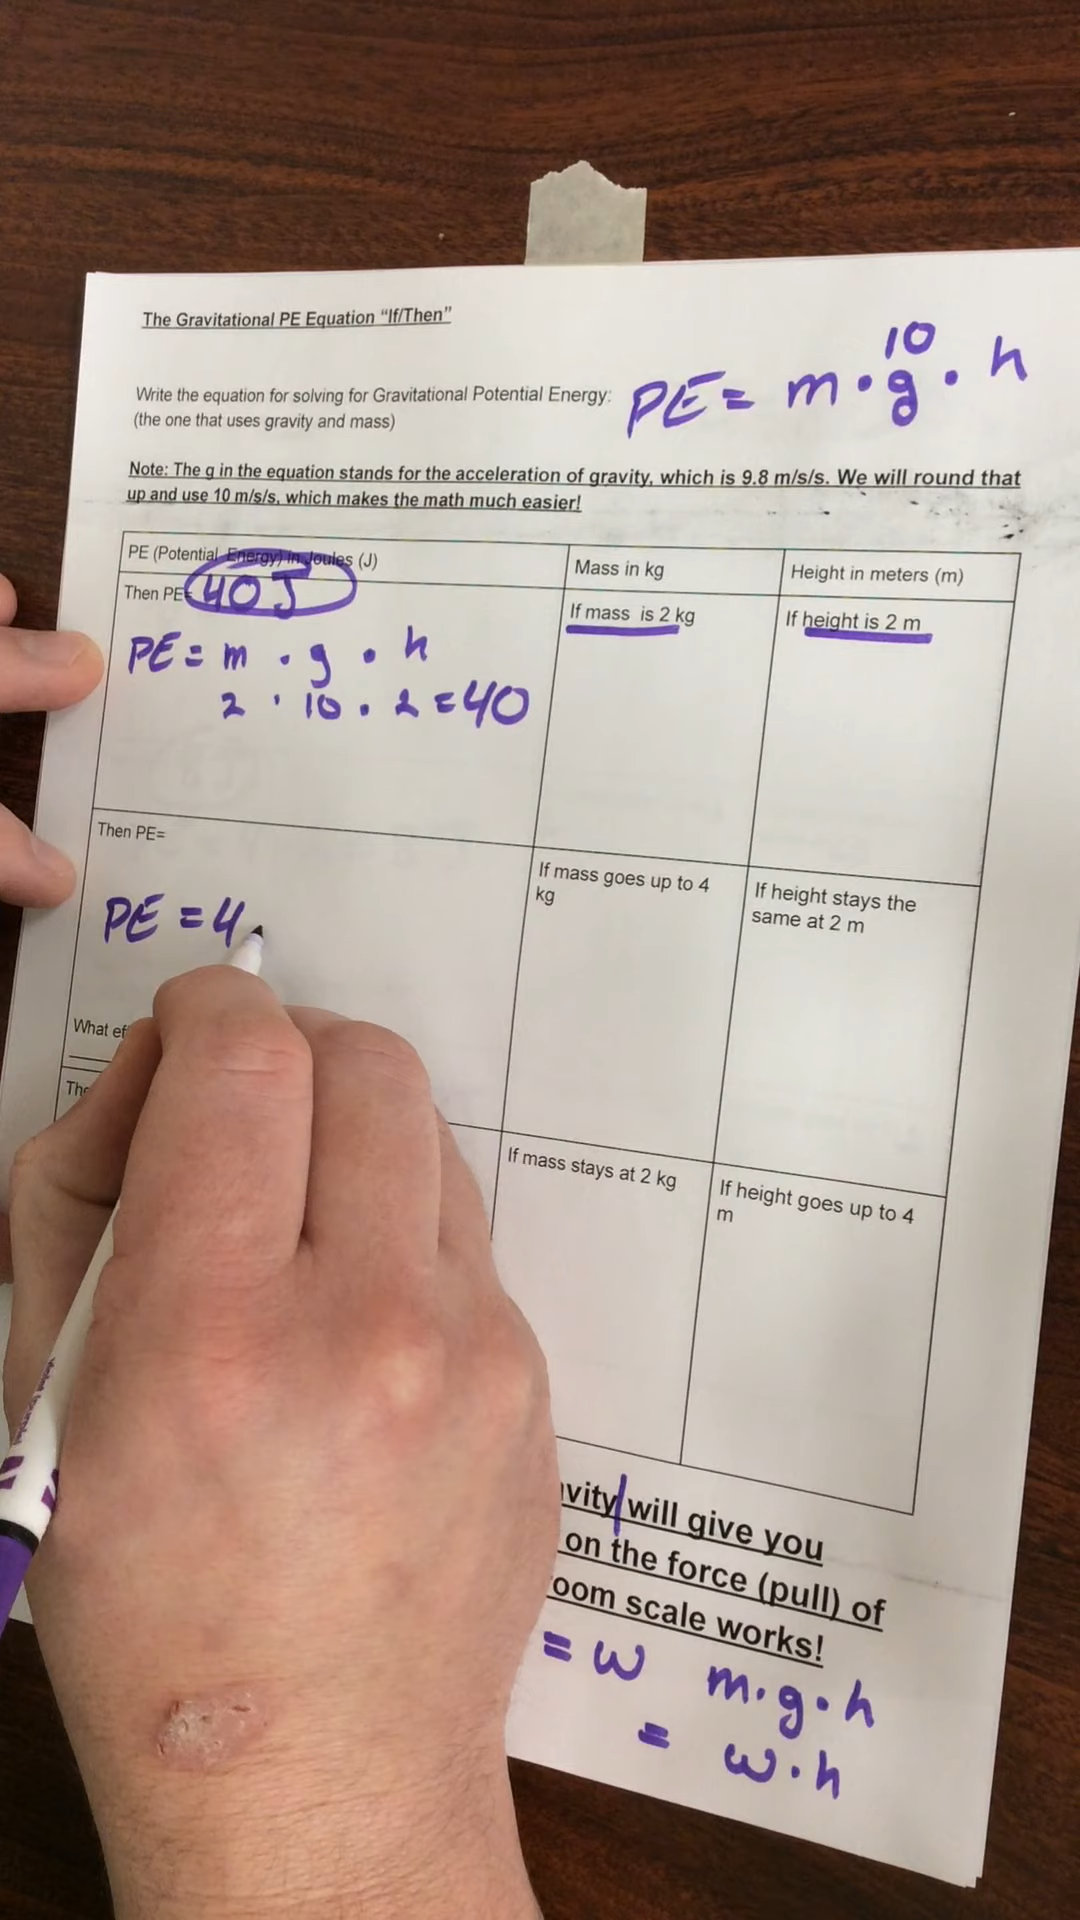 The Gravitational PE Equation “If/Then”
10
Write the equation for solving for Gravitational Potential Energy: PE = m · g · h
(the one that uses gravity and mass)
Note: The g in the equation stands for the acceleration of gravity, which is 9.8 m/s/s. We will round that
up and use 10 m/s/s, which makes the math much easier!
PE (Potential Energy) in Joules (J)
Mass in kg
Height in meters (m)
Then PE= 40 J
If mass is 2 kg
If height is 2 m
PE = m · g · h
2 · 10 · 2 = 40
Then PE=
If mass goes up to 4
kg
If height stays the
same at 2 m
PE = 4
What
If mass stays at 2 kg
If height goes up to 4
m
will give you
on the force (pull) of
scale works!
= w m·g·h
= w·h